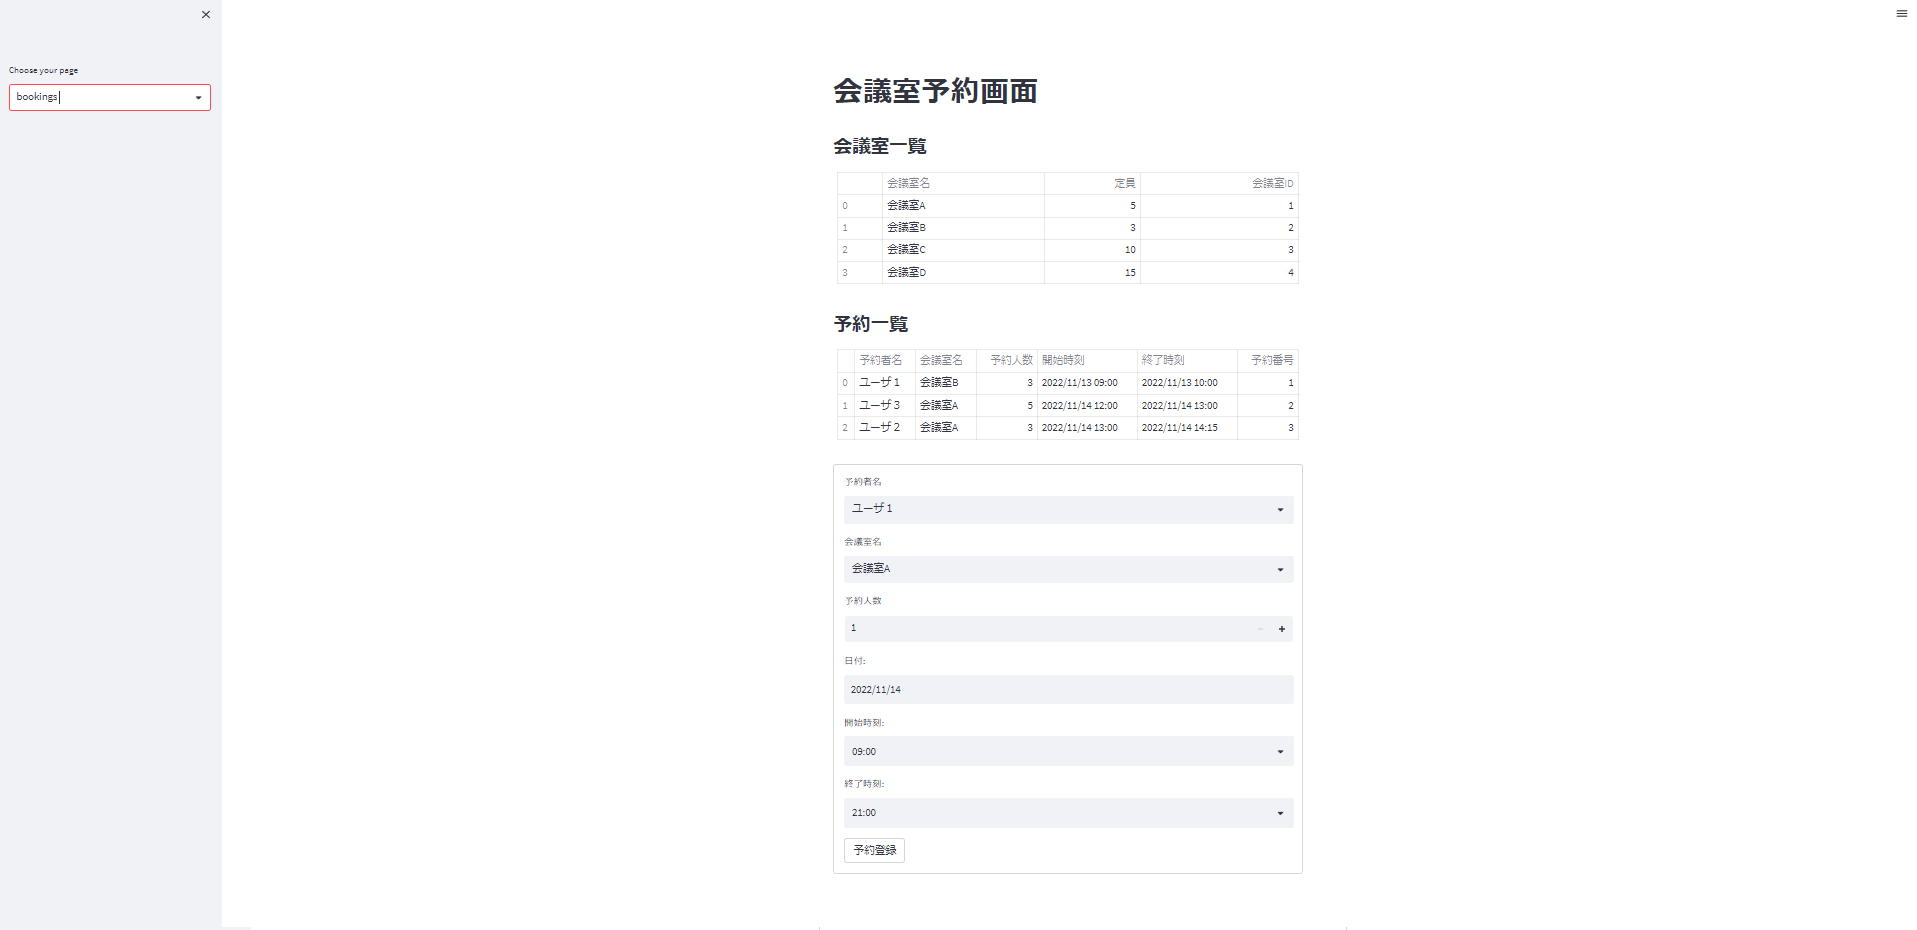 Choose your page
bookings
会議室予約画面
会議室一覧
会議室名 定員 会議室ID
0 会議室A 5 1
1 会議室B 3 2
2 会議室C 10 3
3 会議室D 15 4
予約一覧
予約者名 会議室名 予約人数 開始時刻 終了時刻 予約番号
0 ユーザ１ 会議室B 3 2022/11/13 09:00 2022/11/13 10:00 1
1 ユーザ３ 会議室A 5 2022/11/14 12:00 2022/11/14 13:00 2
2 ユーザ２ 会議室A 3 2022/11/14 13:00 2022/11/14 14:15 3
予約者名
ユーザ１
会議室名
会議室A
予約人数
1
日付:
2022/11/14
開始時刻:
09:00
終了時刻:
21:00
予約登録